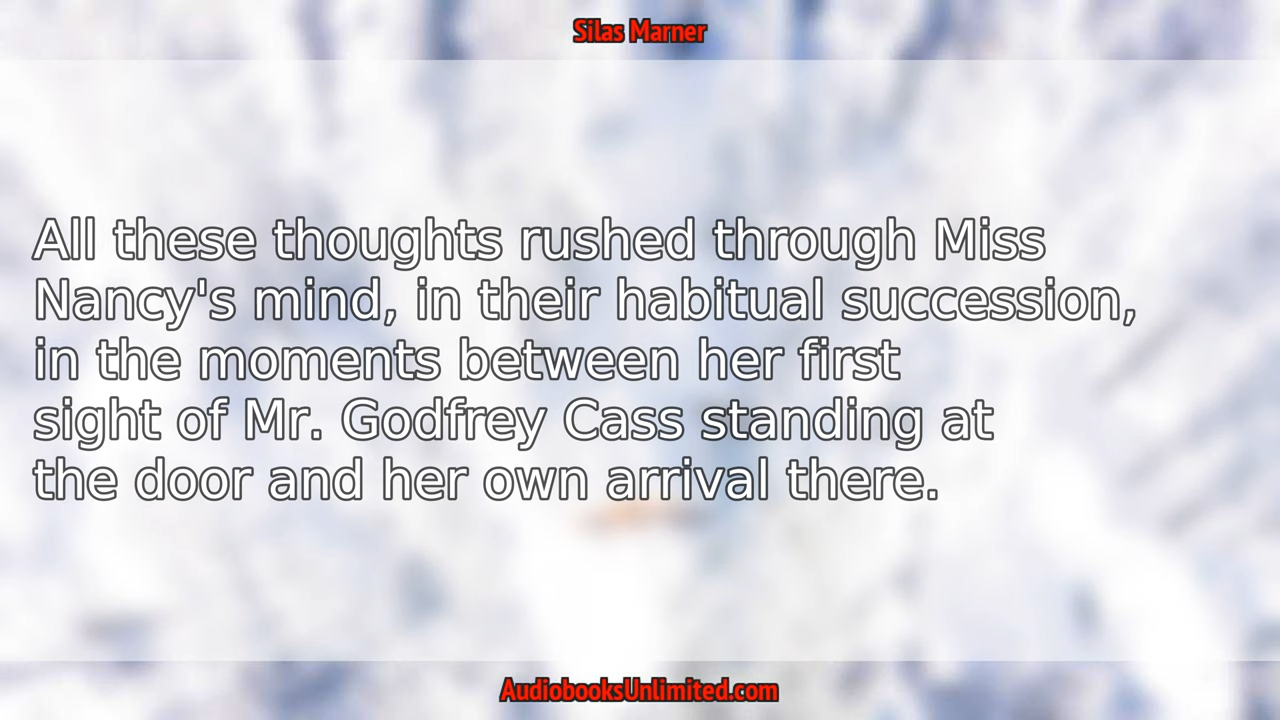 Silas Marner
All these thoughts rushed through Miss
Nancy's mind, in their habitual succession,
in the moments between her first
sight of Mr. Godfrey Cass standing at
the door and her own arrival there.
AudiobooksUnlimited.com